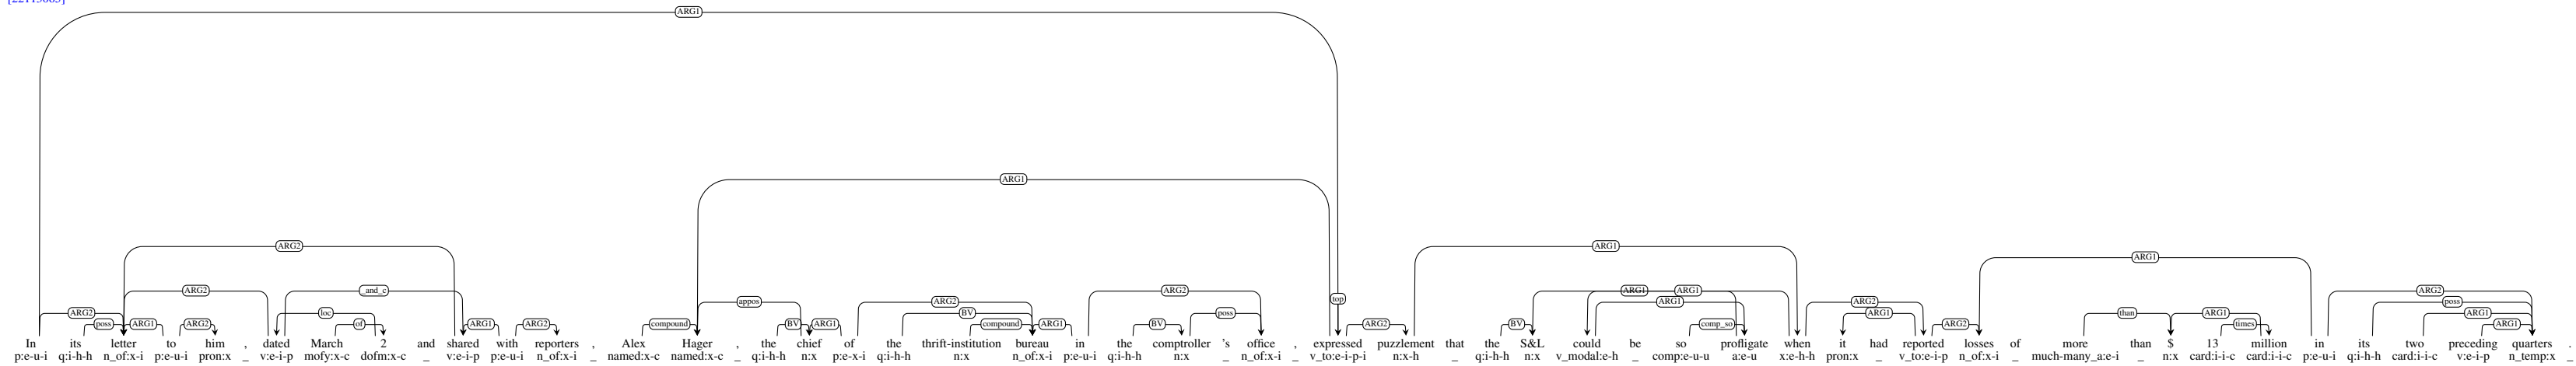 ARG1
ARG1
ARG2 ARG1 ARG1
ARG2 _and_c ARG2 ARG1 ARG1 ARG2
top
appos ARG2 ARG1 ARG2 poss
ARG2 loc BV poss than ARG1 ARG1
poss ARG1 ARG2 of ARG1 ARG2 compound BV ARG1 compound ARG1 BV ARG2 BV comp_so ARG2 times ARG1
In its letter to him , dated March 2 and shared with reporters , Alex Hager , the chief of the thrift-institution bureau in the comptroller 's office , expressed puzzlement that the S&L could be so profligate when it had reported losses of more than $ 13 million in its two preceding quarters .
p:e-u-i q:i-h-h n_of:x-i p:e-u-i pron:x _ v:e-i-p mofy:x-c dofm:x-c _ v:e-i-p p:e-u-i n_of:x-i _ named:x-c named:x-c _ q:i-h-h n:x p:e-x-i q:i-h-h n:x n_of:x-i p:e-u-i q:i-h-h n:x _ n_of:x-i _ v_to:e-i-p-i n:x-h _ q:i-h-h n:x v_modal:e-h _ comp:e-u-u a:e-u x:e-h-h pron:x _ v_to:e-i-p n_of:x-i _ much-many_a:e-i _ n:x card:i-i-c card:i-i-c p:e-u-i q:i-h-h card:i-i-c v:e-i-p n_temp:x _